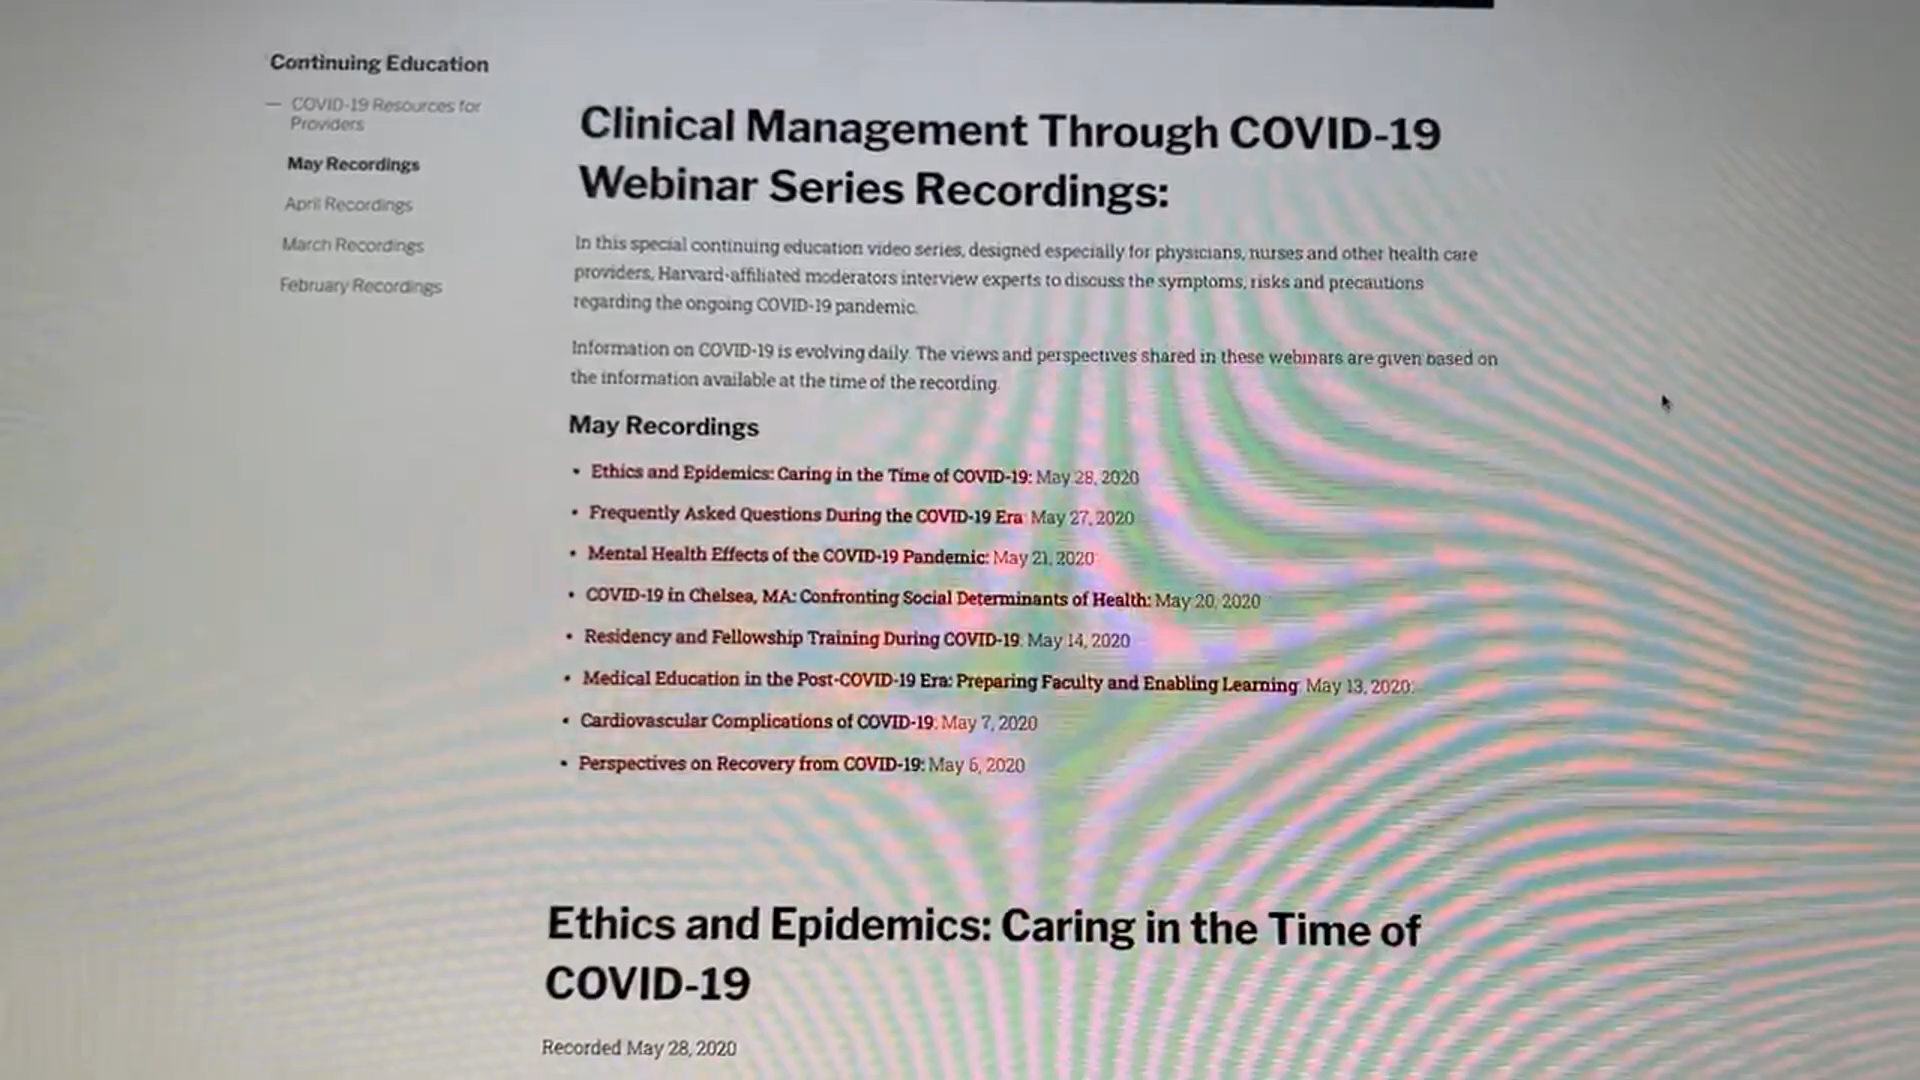 Continuing Education
— COVID-19 Resources for
Providers
May Recordings
April Recordings
March Recordings
February Recordings
Clinical Management Through COVID-19
Webinar Series Recordings:
In this special continuing education video series, designed especially for physicians, nurses and other health care
providers, Harvard-affiliated moderators interview experts to discuss the symptoms, risks and precautions
regarding the ongoing COVID-19 pandemic.
Information on COVID-19 is evolving daily. The views and perspectives shared in these webinars are given based on
the information available at the time of the recording.
May Recordings
• Ethics and Epidemics: Caring in the Time of COVID-19: May 28, 2020
• Frequently Asked Questions During the COVID-19 Era: May 27, 2020
• Mental Health Effects of the COVID-19 Pandemic: May 21, 2020
• COVID-19 in Chelsea, MA: Confronting Social Determinants of Health: May 20, 2020
• Residency and Fellowship Training During COVID-19: May 14, 2020
• Medical Education in the Post-COVID-19 Era: Preparing Faculty and Enabling Learning: May 13, 2020:
• Cardiovascular Complications of COVID-19: May 7, 2020
• Perspectives on Recovery from COVID-19: May 6, 2020
Ethics and Epidemics: Caring in the Time of
COVID-19
Recorded May 28, 2020